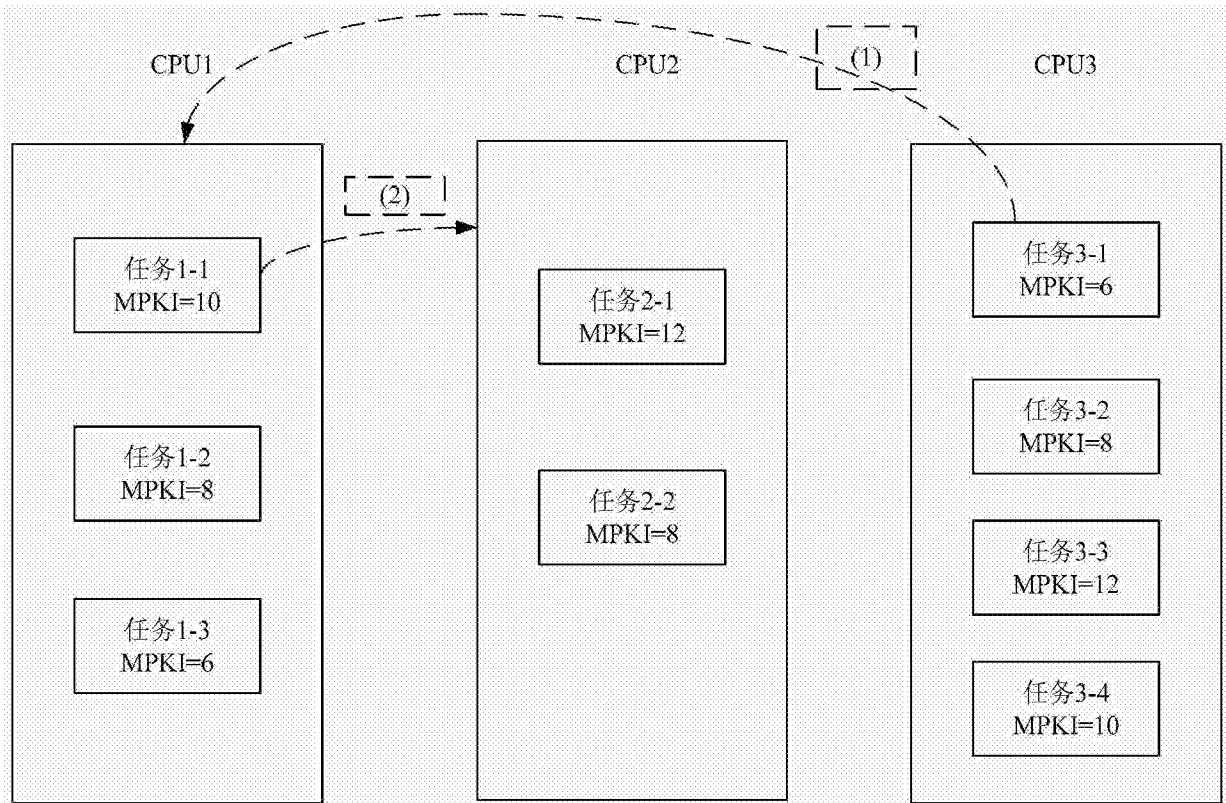 CPU1
CPU2
(1)
CPU3
(2)
任务1-1
MPKI=10
任务1-2
MPKI=8
任务1-3
MPKI=6
任务2-1
MPKI=12
任务2-2
MPKI=8
任务3-1
MPKI=6
任务3-2
MPKI=8
任务3-3
MPKI=12
任务3-4
MPKI=10